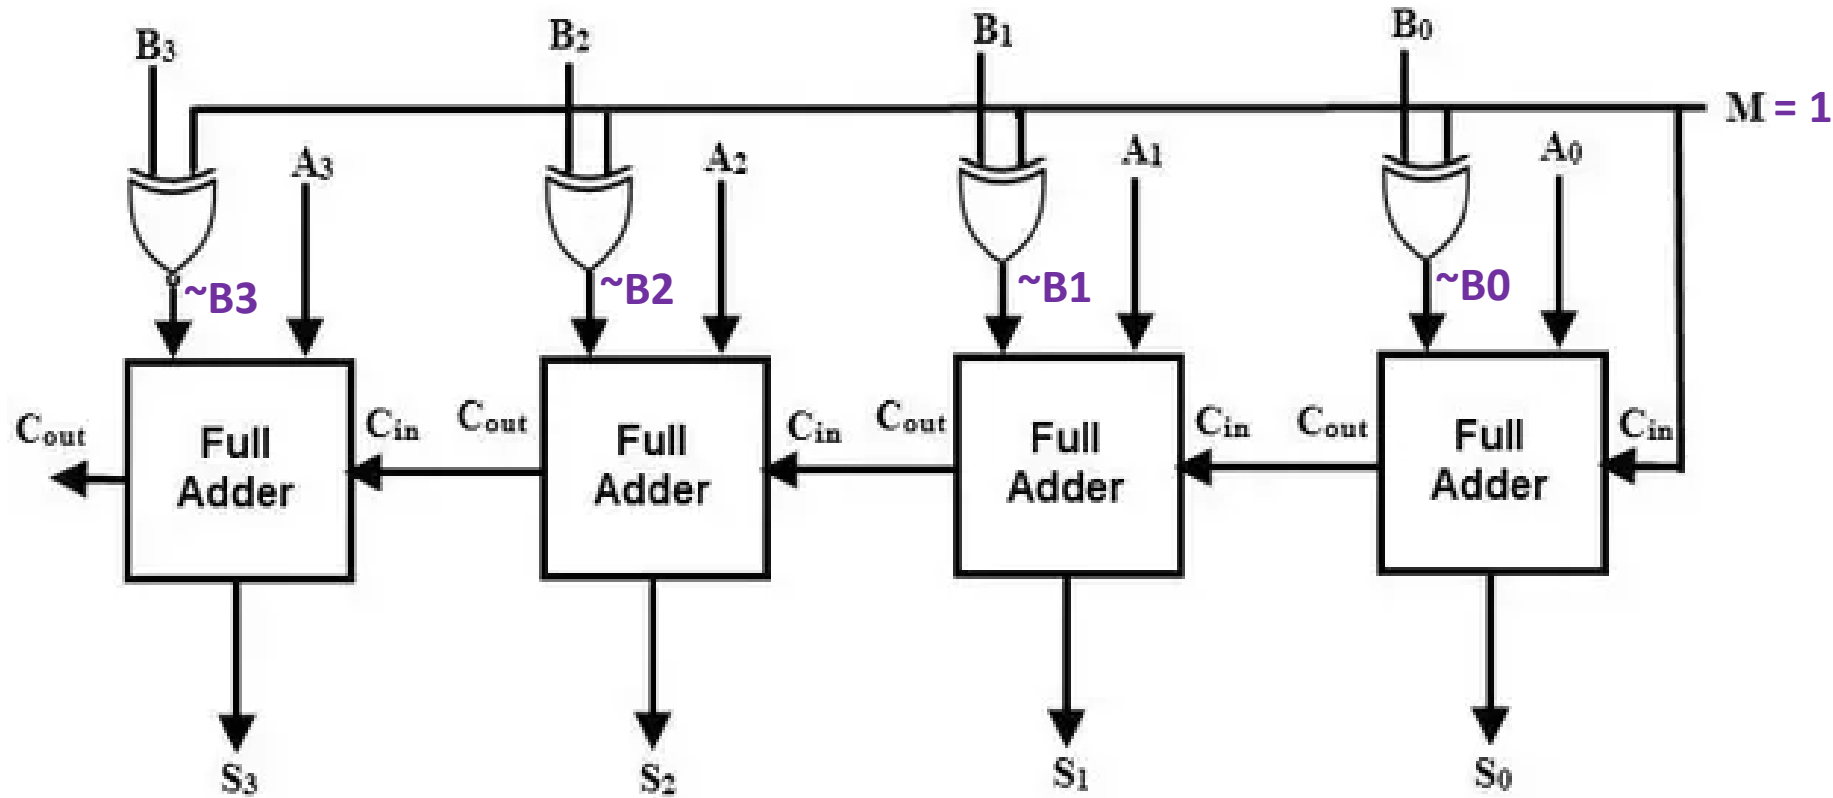 B3
B2
B1
B0
M = 1
A3
A2
A1
A0
~B3
~B2
~B1
~B0
Cout
Full
Adder
Cin
Cout
Full
Adder
Cin
Cout
Full
Adder
Cin
Cout
Full
Adder
Cin
S3
S2
S1
S0